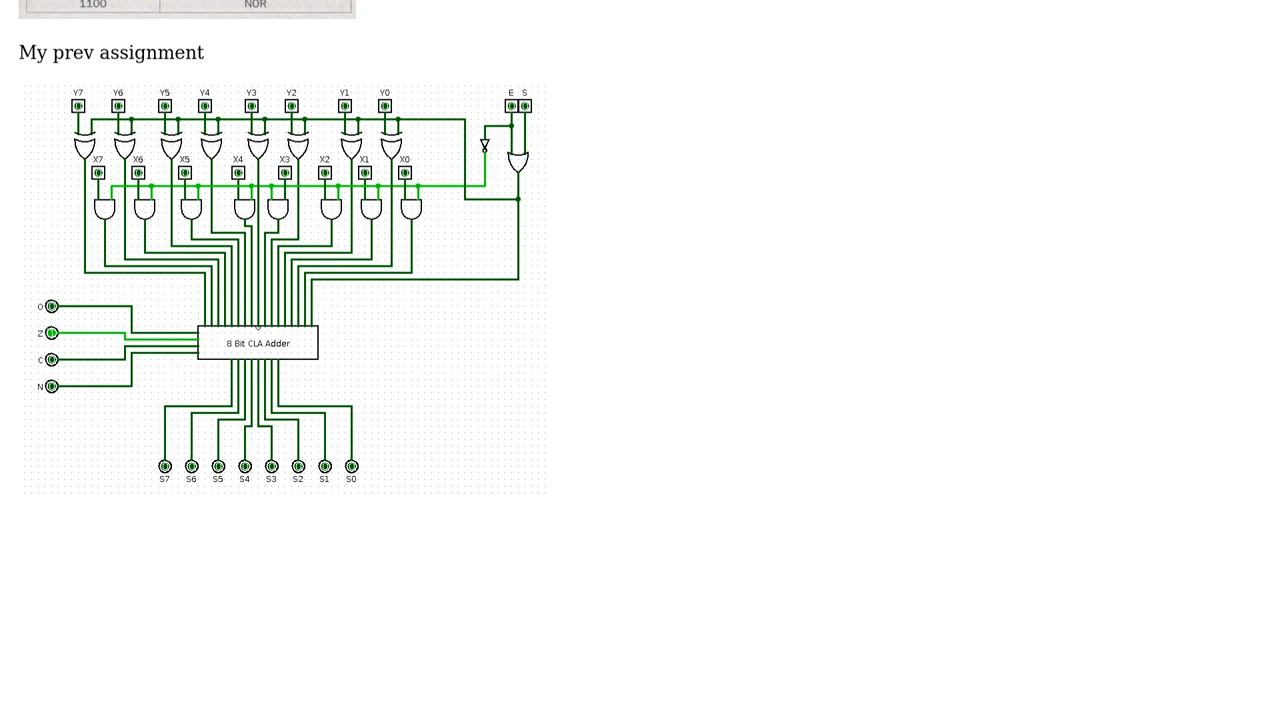 1100 NOR
My prev assignment
Y7 Y6 Y5 Y4 Y3 Y2 Y1 Y0 E S
X7 X6 X5 X4 X3 X2 X1 X0
O
Z
8 Bit CLA Adder
C
N
S7 S6 S5 S4 S3 S2 S1 S0